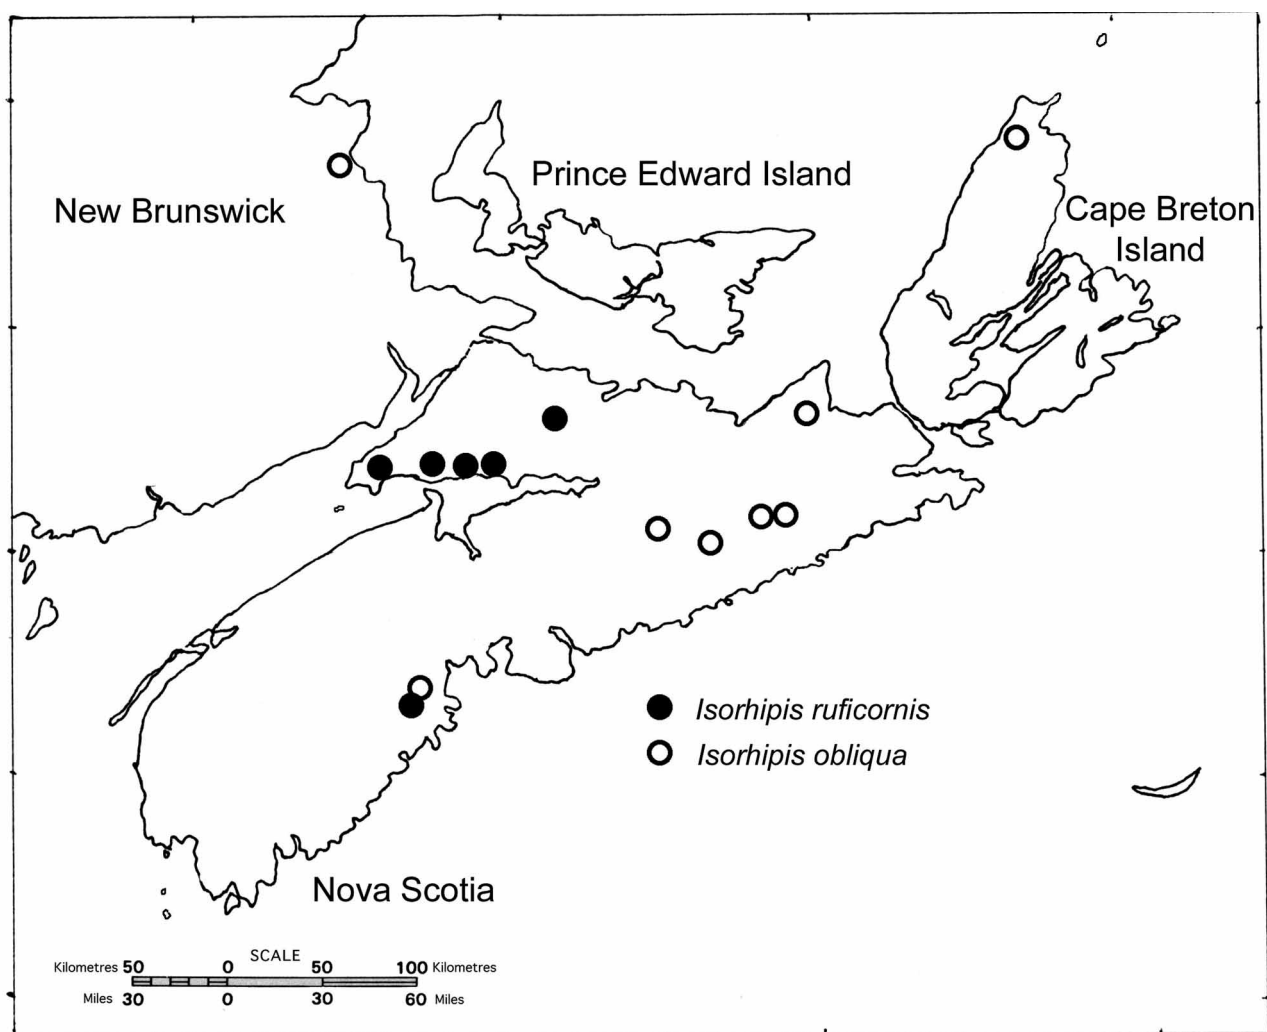 Prince Edward Island
New Brunswick
Cape Breton
Island
Isorhipis ruficornis
Isorhipis obliqua
Nova Scotia
SCALE
Kilometres 50 0 50 100 Kilometres
Miles 30 0 30 60 Miles